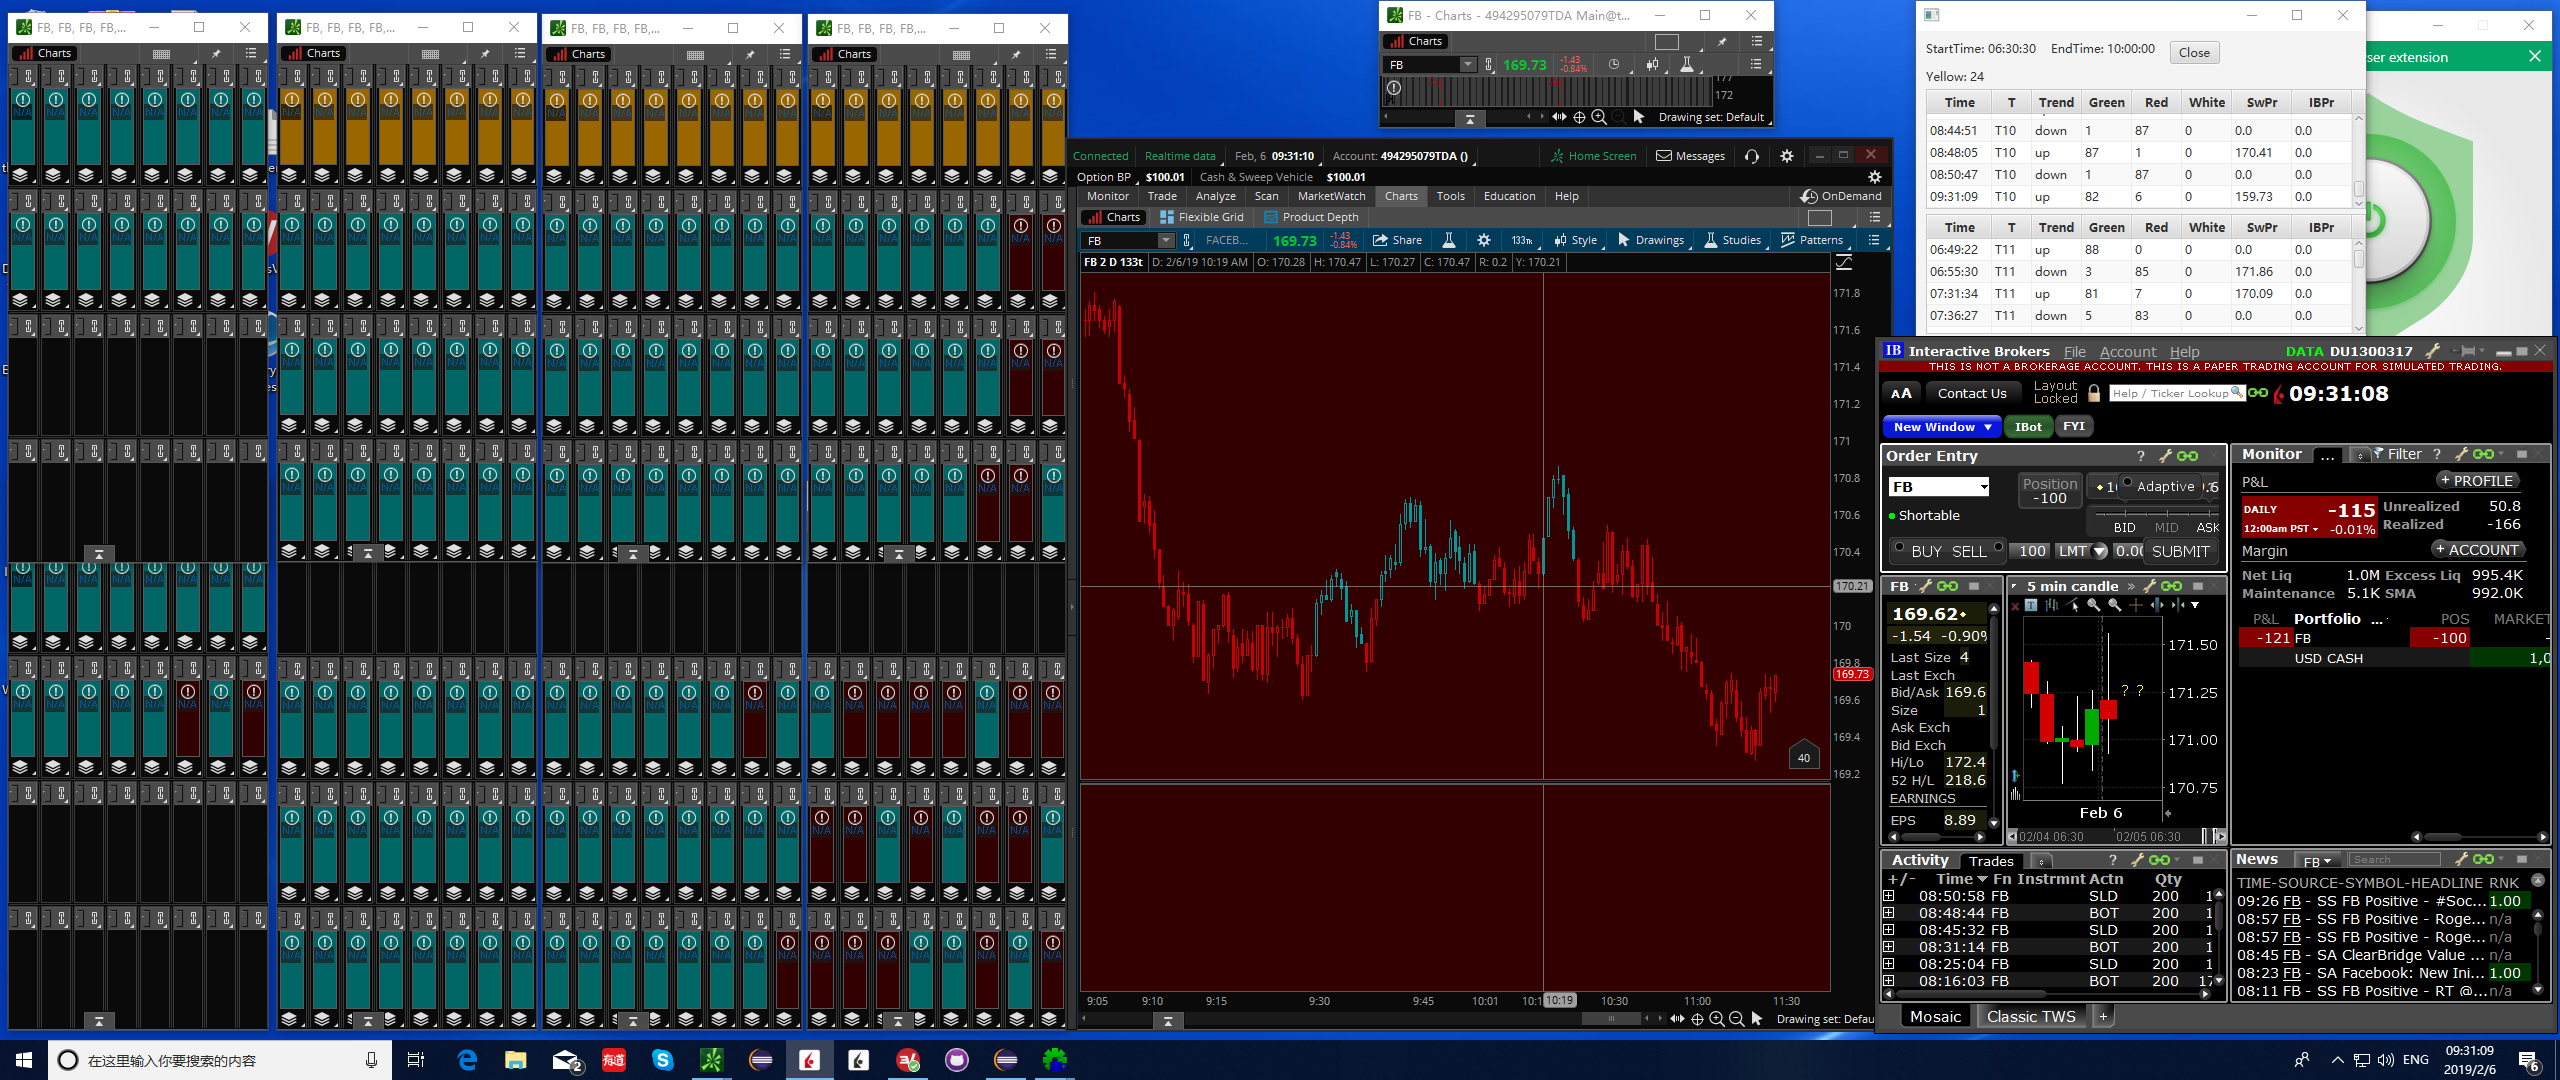 FB, FB, FB, FB,...
Charts
FB, FB, FB, FB,...
Charts
FB, FB, FB, FB,...
Charts
FB, FB, FB, FB,...
Charts
FB - Charts - 494295079TDA Main@t...
Charts
FB 169.73 -1.43 -0.84%
177
172
Drawing set: Default
Connected Realtime data Feb, 6 09:31:10 Account: 494295079TDA () Home Screen Messages
Option BP $100.01 Cash & Sweep Vehicle $100.01
Monitor Trade Analyze Scan MarketWatch Charts Tools Education Help OnDemand
Charts Flexible Grid Product Depth
FB FACEB... 169.73 -1.43 -0.84% Share 133tk Style Drawings Studies Patterns
FB 2 D 133t D: 2/6/19 10:19 AM O: 170.28 H: 170.47 L: 170.27 C: 170.47 R: 0.2 Y: 170.21
171.8
171.6
171.4
171.2
171
170.8
170.6
170.4
170.21
170
169.8
169.73
169.6
169.4
169.2
40
9:05 9:10 9:15 9:30 9:45 10:01 10:1 10:19 10:30 11:00 11:30
Drawing set: Defau
StartTime: 06:30:30 EndTime: 10:00:00 Close
Yellow: 24
Time T Trend Green Red White SwPr IBPr
08:44:51 T10 down 1 87 0 0.0 0.0
08:48:05 T10 up 87 1 0 170.41 0.0
08:50:47 T10 down 1 87 0 0.0 0.0
09:31:09 T10 up 82 6 0 159.73 0.0
Time T Trend Green Red White SwPr IBPr
06:49:22 T11 up 88 0 0 0.0 0.0
06:55:30 T11 down 3 85 0 171.86 0.0
07:31:34 T11 up 81 7 0 170.09 0.0
07:36:27 T11 down 5 83 0 0.0 0.0
ser extension
IB Interactive Brokers File Account Help DATA DU1300317
THIS IS NOT A BROKERAGE ACCOUNT. THIS IS A PAPER TRADING ACCOUNT FOR SIMULATED TRADING.
AA Contact Us Layout Locked Help / Ticker Lookup 09:31:08
New Window IBot FYI
Order Entry ?
FB Position -100 Adaptive
Shortable
BID MID ASK
BUY SELL 100 LMT 0.00 SUBMIT
Monitor ... Filter ?
P&L + PROFILE
DAILY -115 Unrealized 50.8
12:00am PST -0.01% Realized -166
Margin + ACCOUNT
Net Liq 1.0M Excess Liq 995.4K
Maintenance 5.1K SMA 992.0K
P&L Portfolio ... POS MARKET
-121 FB -100
USD CASH 1,0
FB
169.62
-1.54 -0.90%
Last Size 4
Last Exch
Bid/Ask 169.6
Size 1
Ask Exch
Bid Exch
Hi/Lo 172.4
52 H/L 218.6
EARNINGS
EPS 8.89
5 min candle »
? ?
171.50
171.25
171.00
170.75
Feb 6
02/04 06:30 02/05 06:30
Activity Trades ?
+/- Time Fn Instrmnt Actn Qty
08:50:58 FB SLD 200 1
08:48:44 FB BOT 200 1
08:45:32 FB SLD 200 1
08:31:14 FB BOT 200 1
08:25:04 FB SLD 200 1
08:16:03 FB BOT 200 17
News FB Search
TIME-SOURCE-SYMBOL-HEADLINE RNK
09:26 FB - SS FB Positive - #Soc... 1.00
08:57 FB - SS FB Positive - Roge... n/a
08:57 FB - SS FB Positive - Roge... n/a
08:45 FB - SA ClearBridge Value ... n/a
08:23 FB - SA Facebook: New Ini... 1.00
08:11 FB - SS FB Positive - RT @... n/a
Mosaic Classic TWS +
在这里输入你要搜索的内容
2
有道
ENG
09:31:09
2019/2/6
6